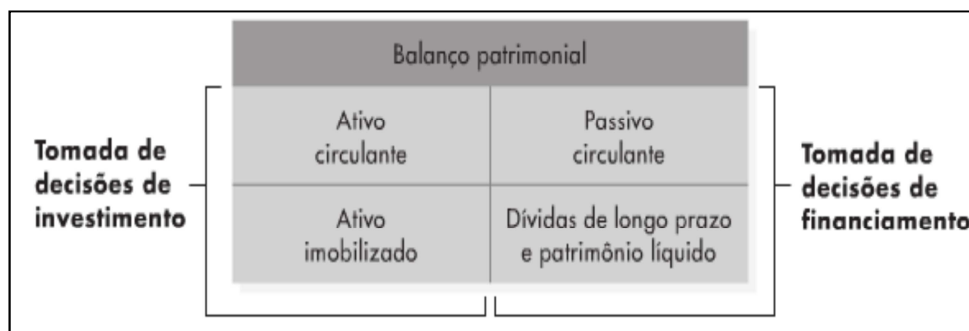 Balanço patrimonial
Tomada de
decisões de
investimento
Ativo
circulante
Passivo
circulante
Ativo
imobilizado
Dívidas de longo prazo
e patrimônio líquido
Tomada de
decisões de
financiamento